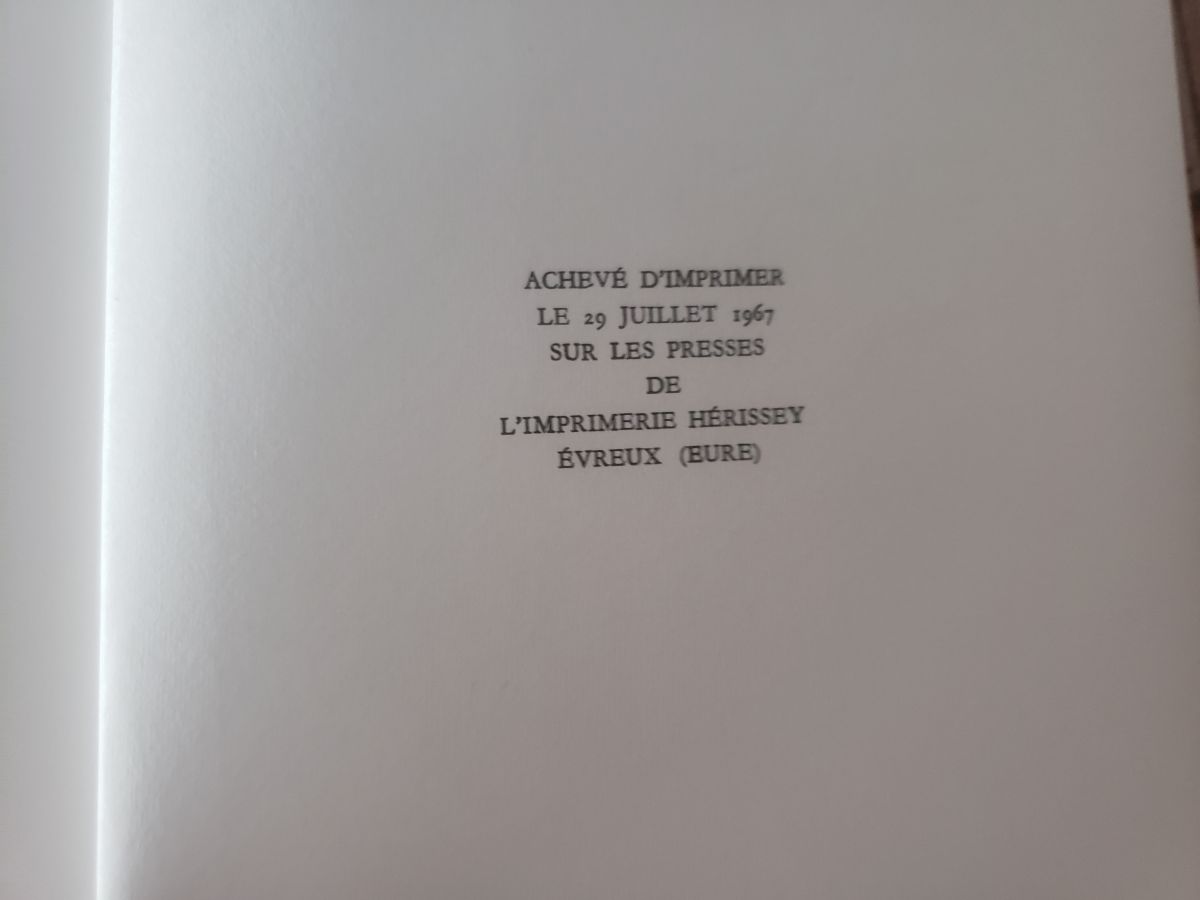 ACHEVÉ D'IMPRIMER
LE 29 JUILLET 1967
SUR LES PRESSES
DE
L'IMPRIMERIE HÉRISSEY
ÉVREUX (EURE)